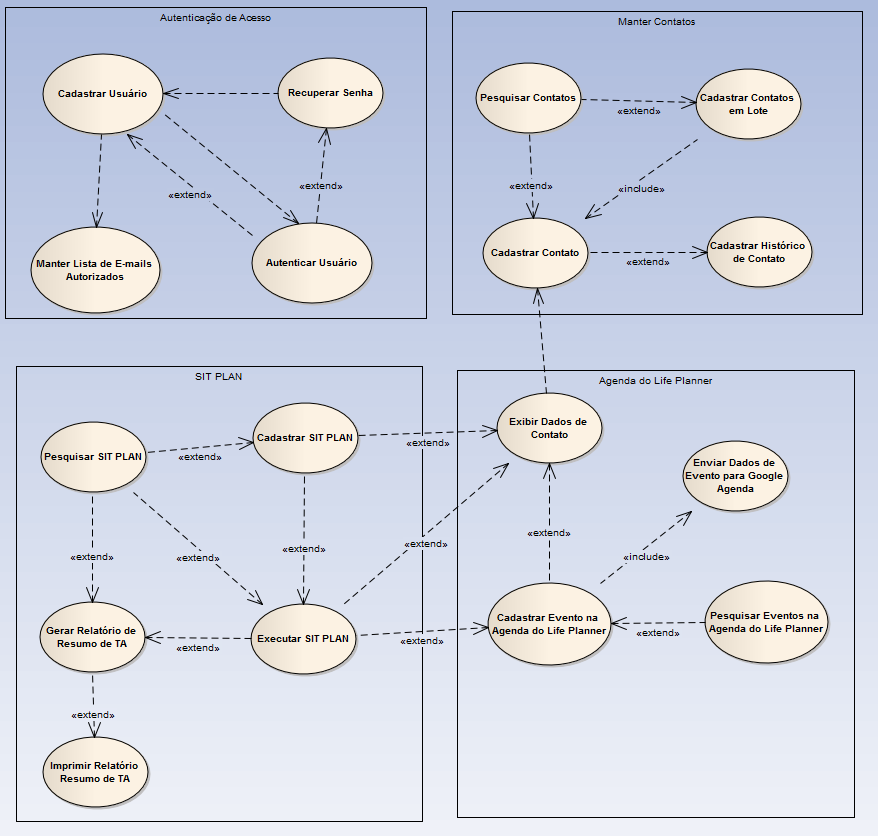 Autenticação de Acesso
Cadastrar Usuário
Recuperar Senha
«extend»
«extend»
Manter Lista de E-mails
Autorizados
Autenticar Usuário
Manter Contatos
Pesquisar Contatos
Cadastrar Contatos
em Lote
«extend»
«extend»
«include»
Cadastrar Contato
Cadastrar Histórico
de Contato
«extend»
SIT PLAN
Pesquisar SIT PLAN
Cadastrar SIT PLAN
«extend»
«extend»
«extend»
«extend»
«extend»
«extend»
Gerar Relatório de
Resumo de TA
Executar SIT PLAN
«extend»
«extend»
«extend»
Imprimir Relatório
Resumo de TA
Agenda do Life Planner
Exibir Dados de
Contato
Enviar Dados de
Evento para Google
Agenda
«extend»
«include»
Cadastrar Evento na
Agenda do Life Planner
Pesquisar Eventos na
Agenda do Life Planner
«extend»